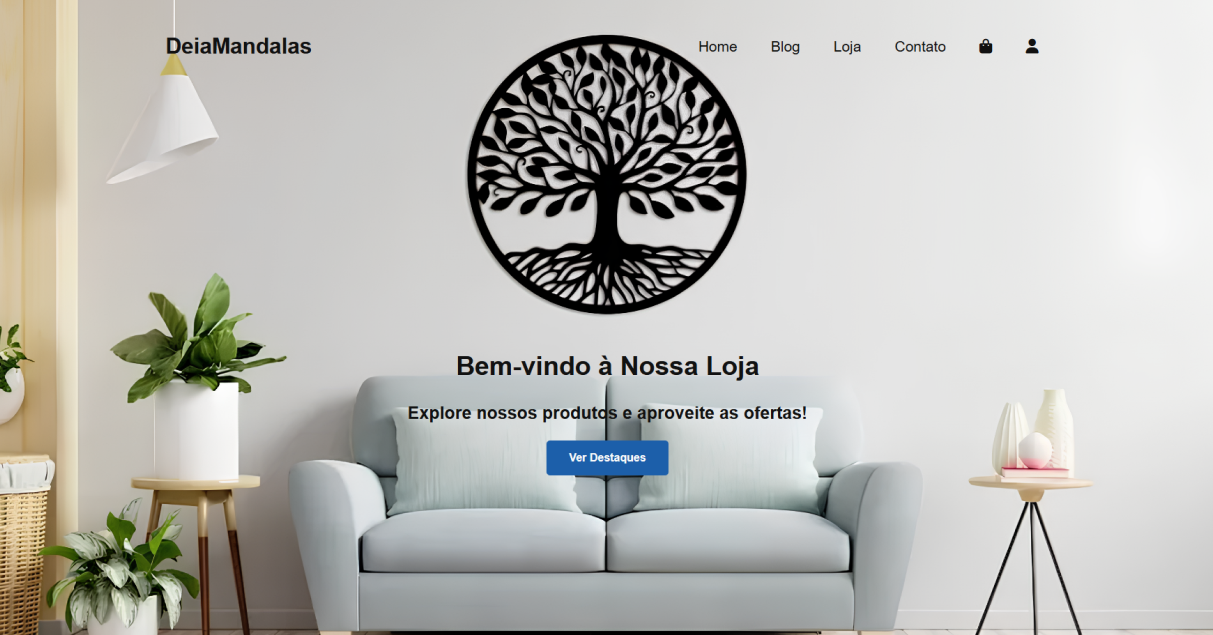 DeiaMandalas
Home Blog Loja Contato
Bem-vindo à Nossa Loja
Explore nossos produtos e aproveite as ofertas!
Ver Destaques